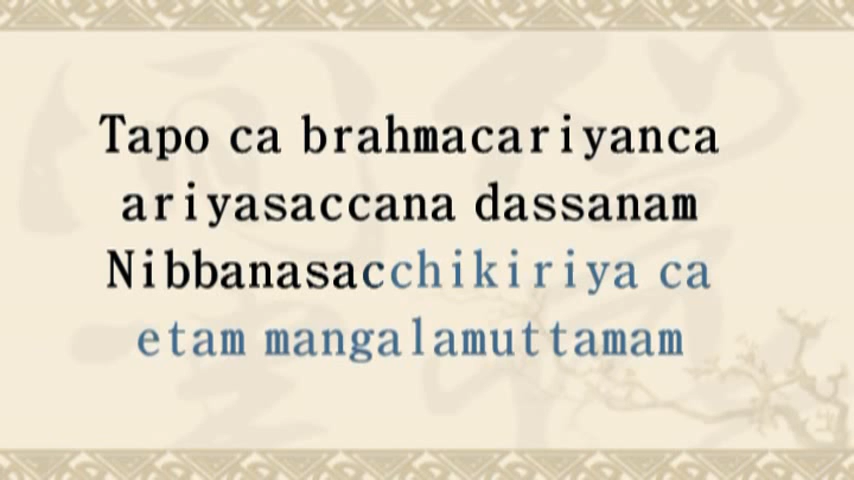 Tapo ca brahmacariyanca
ariyasaccana dassanam
Nibbanasacchikiriya ca
etam mangalamuttamam